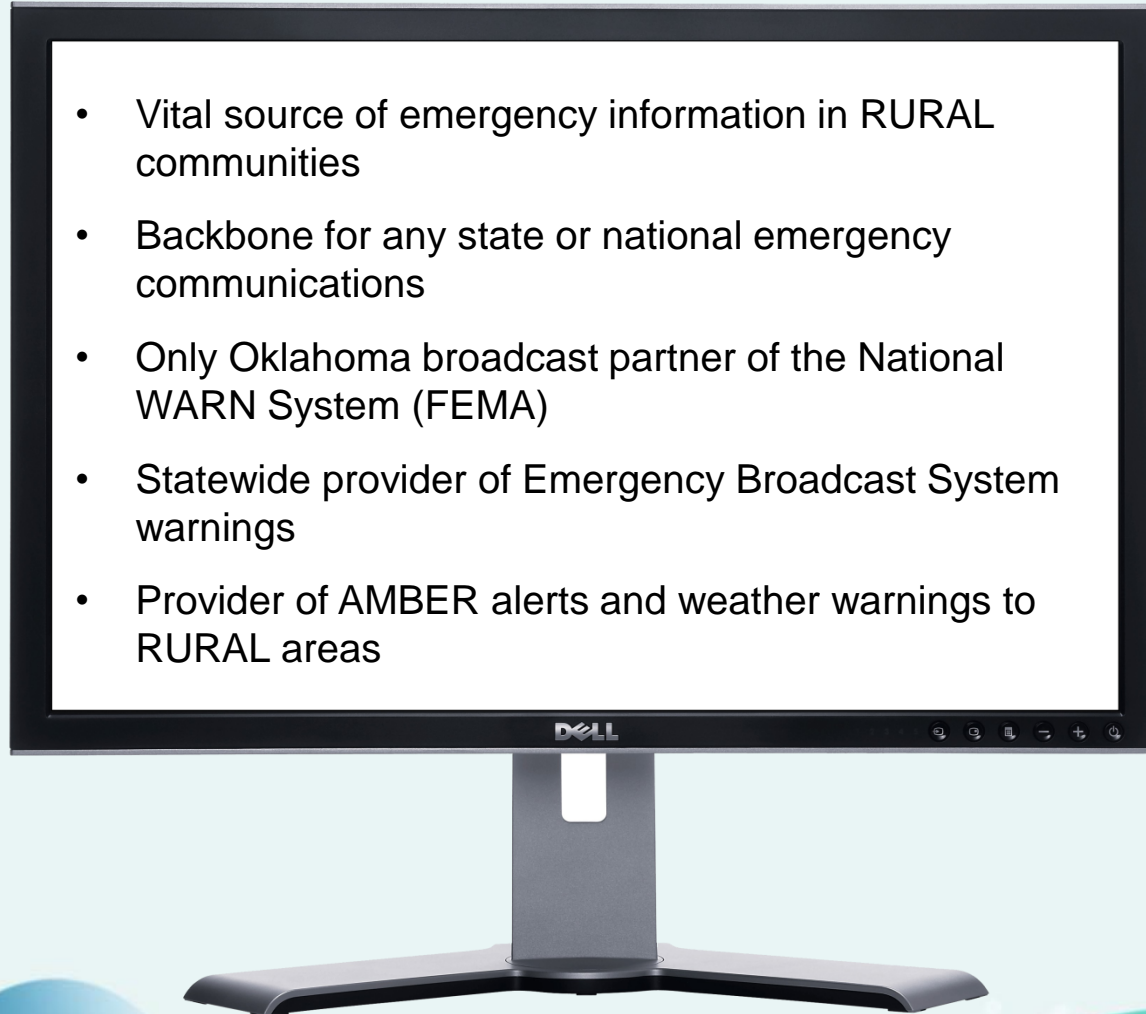 • Vital source of emergency information in RURAL
communities
• Backbone for any state or national emergency
communications
• Only Oklahoma broadcast partner of the National
WARN System (FEMA)
• Statewide provider of Emergency Broadcast System
warnings
• Provider of AMBER alerts and weather warnings to
RURAL areas
DELL